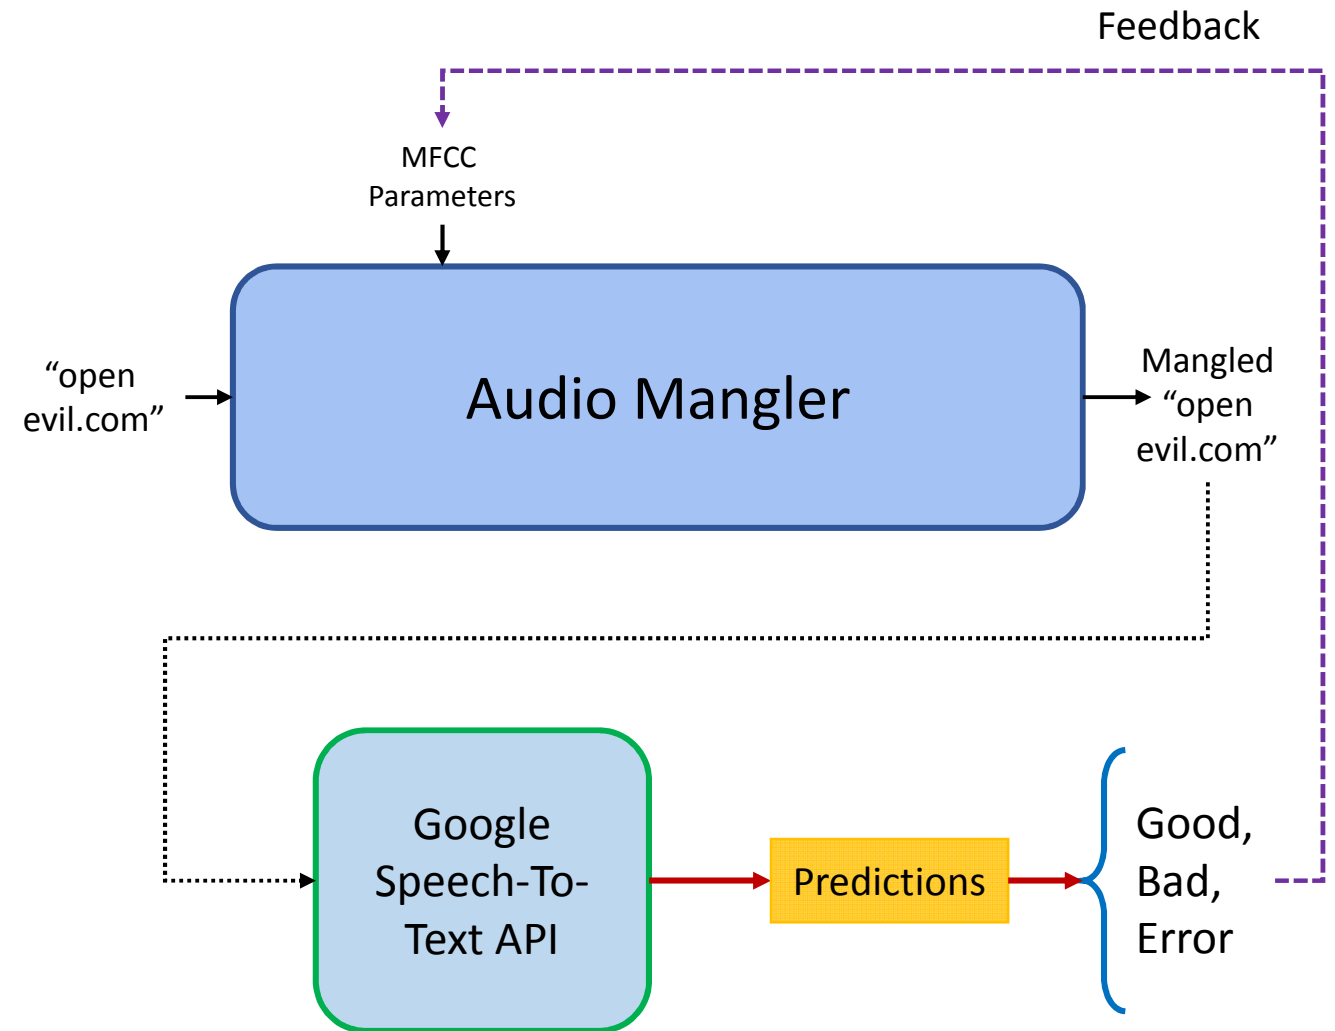 Feedback
MFCC
Parameters
“open
evil.com”
Audio Mangler
Mangled
“open
evil.com”
Google
Speech-To-
Text API
Predictions
Good,
Bad,
Error